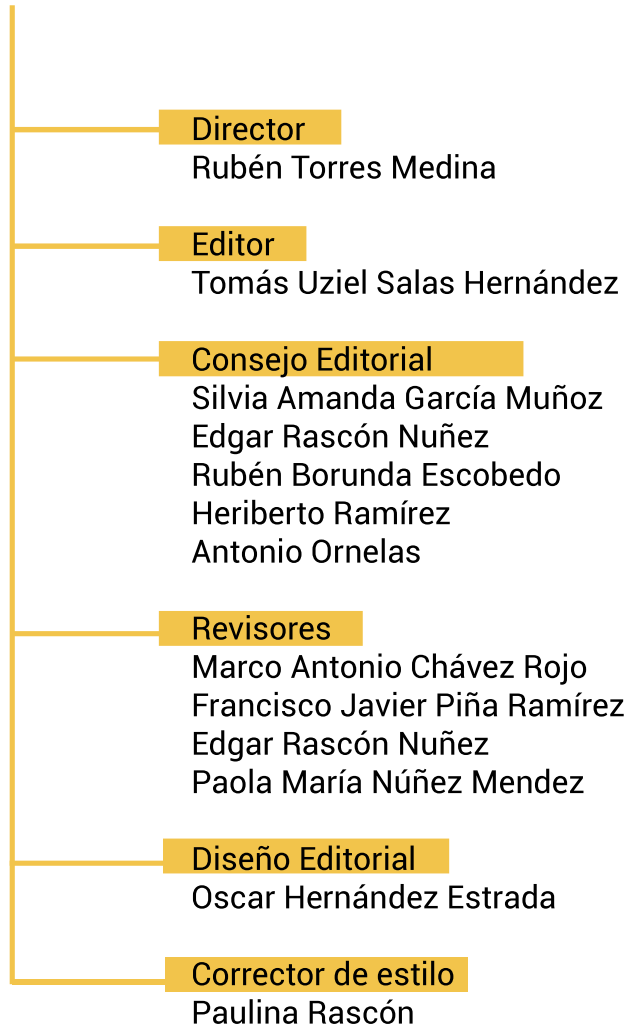 Director
Rubén Torres Medina
Editor
Tomás Uziel Salas Hernández
Consejo Editorial
Silvia Amanda García Muñoz
Edgar Rascón Nuñez
Rubén Borunda Escobedo
Heriberto Ramírez
Antonio Ornelas
Revisores
Marco Antonio Chávez Rojo
Francisco Javier Piña Ramírez
Edgar Rascón Nuñez
Paola María Núñez Mendez
Diseño Editorial
Oscar Hernández Estrada
Corrector de estilo
Paulina Rascón